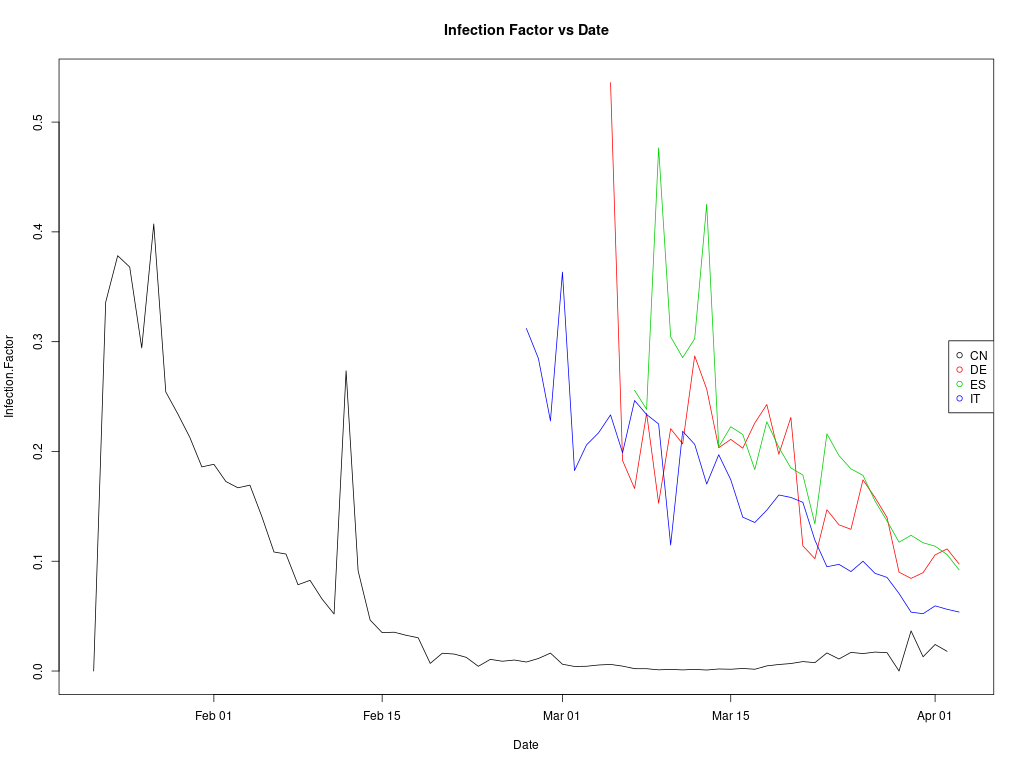 Infection Factor vs Date
Infection.Factor
0.5
0.4
0.3
0.2
0.1
0.0
CN
DE
ES
IT
Feb 01
Feb 15
Mar 01
Mar 15
Apr 01
Date